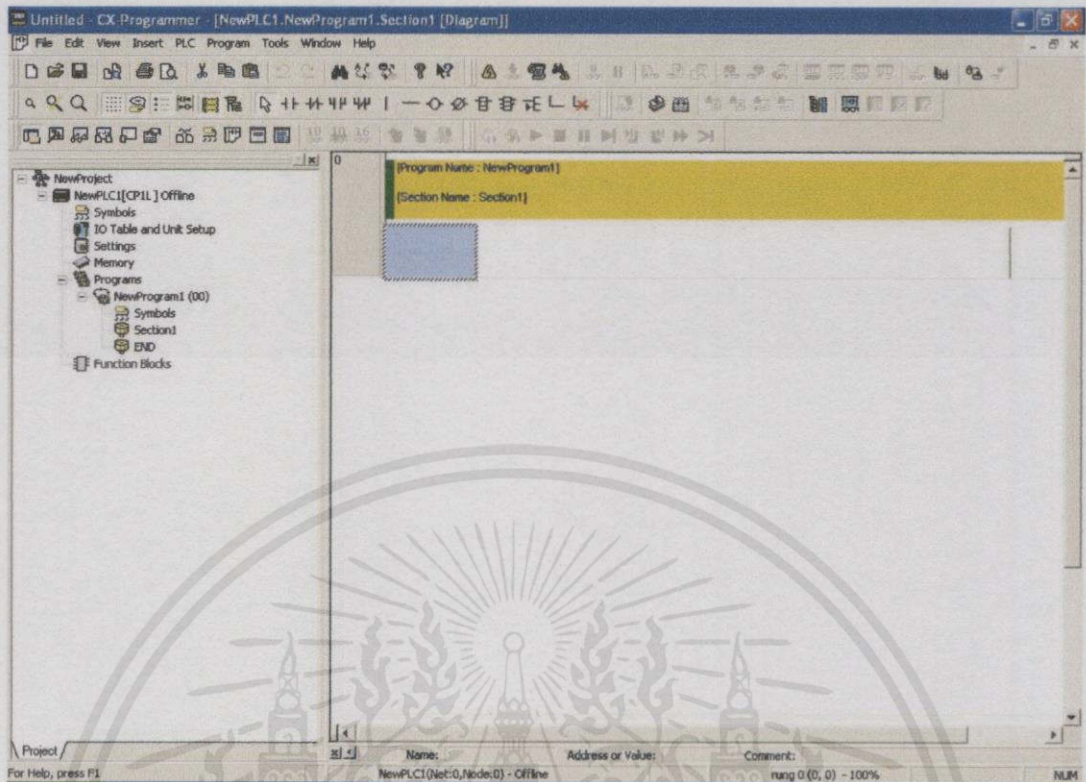 Untitled - CX-Programmer - [NewPLC1.NewProgram1.Section1 [Diagram]]
File Edit View Insert PLC Program Tools Window Help
NewProject
NewPLC1[CP1L] Offline
Symbols
IO Table and Unit Setup
Settings
Memory
Programs
NewProgram1 (00)
Symbols
Section1
END
Function Blocks
0
[Program Name : NewProgram1]
[Section Name : Section1]
Project
Name: Address or Value: Comment:
For Help, press F1 NewPLC1(Net:0,Node:0) - Offline rung 0 (0, 0) - 100% NUM